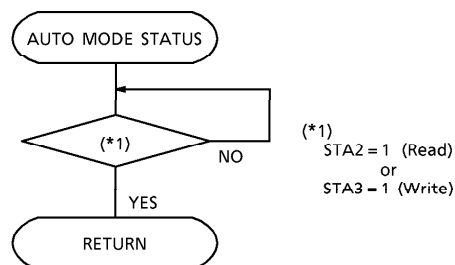 AUTO MODE STATUS
(*1)
NO
YES
RETURN
(*1)
STA2 = 1 (Read)
or
STA3 = 1 (Write)